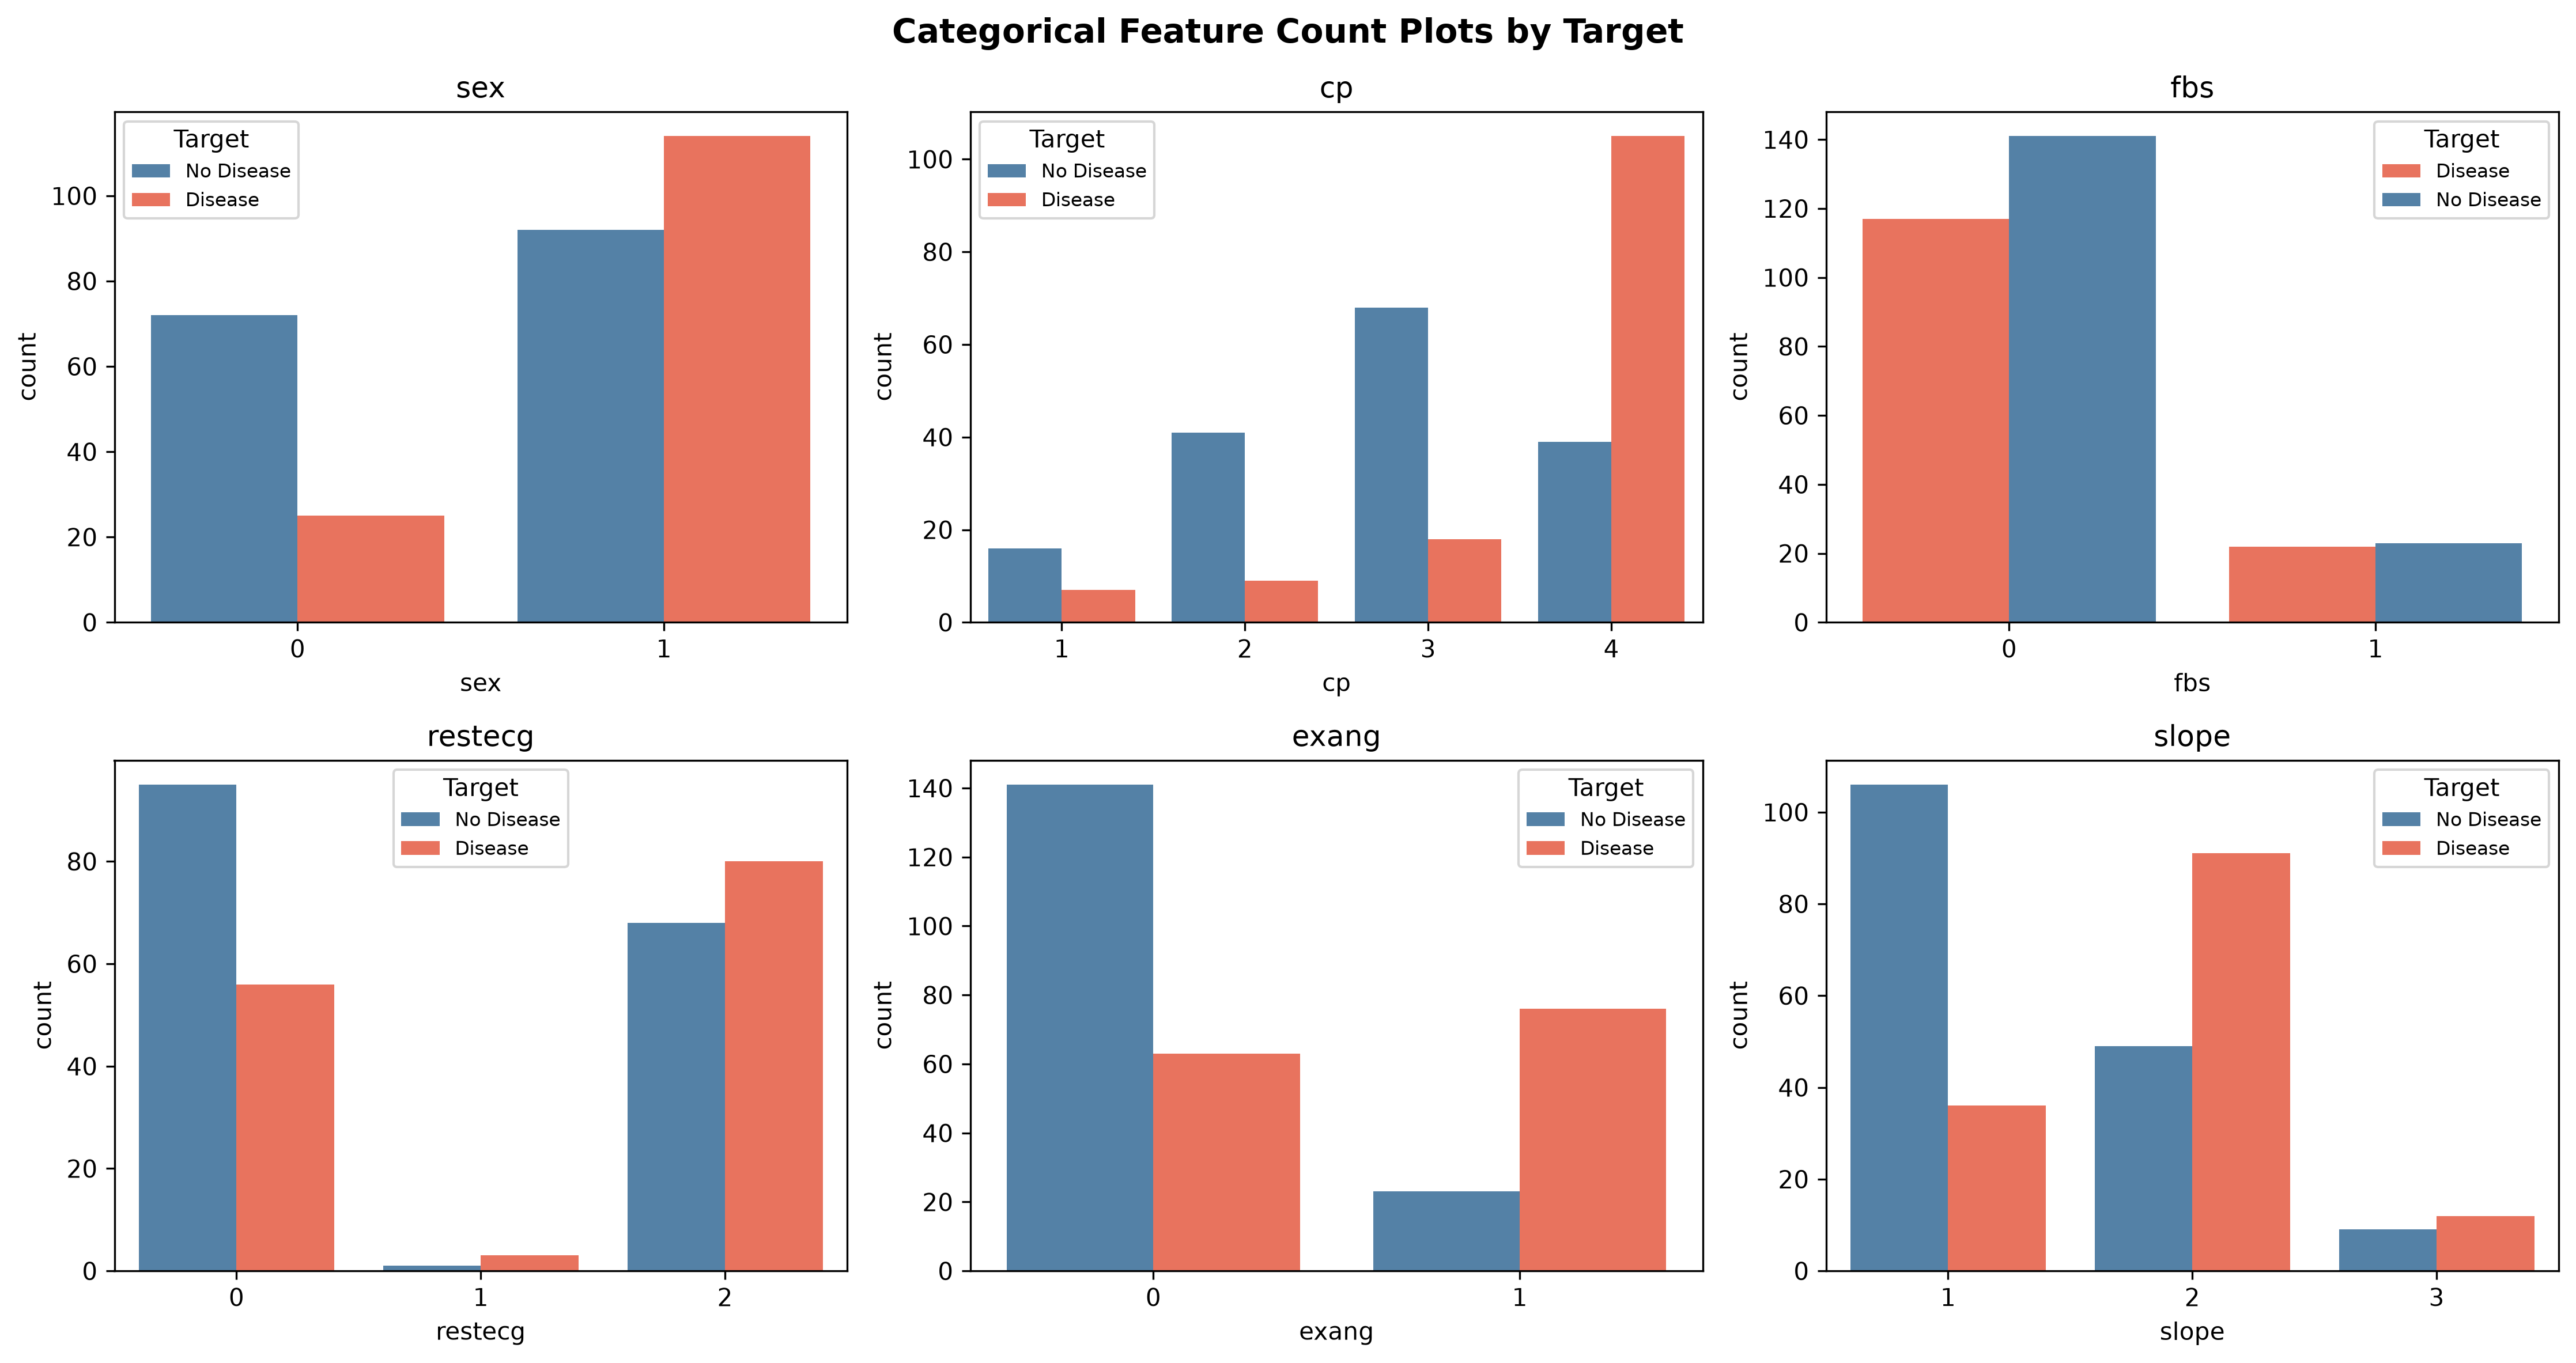 Categorical Feature Count Plots by Target
sex
Target
No Disease
Disease
count
100
80
60
40
20
0
0 1
sex
cp
Target
No Disease
Disease
count
100
80
60
40
20
0
1 2 3 4
cp
fbs
Target
Disease
No Disease
count
140
120
100
80
60
40
20
0
0 1
fbs
restecg
Target
No Disease
Disease
count
80
60
40
20
0
0 1 2
restecg
exang
Target
No Disease
Disease
count
140
120
100
80
60
40
20
0
0 1
exang
slope
Target
No Disease
Disease
count
100
80
60
40
20
0
1 2 3
slope